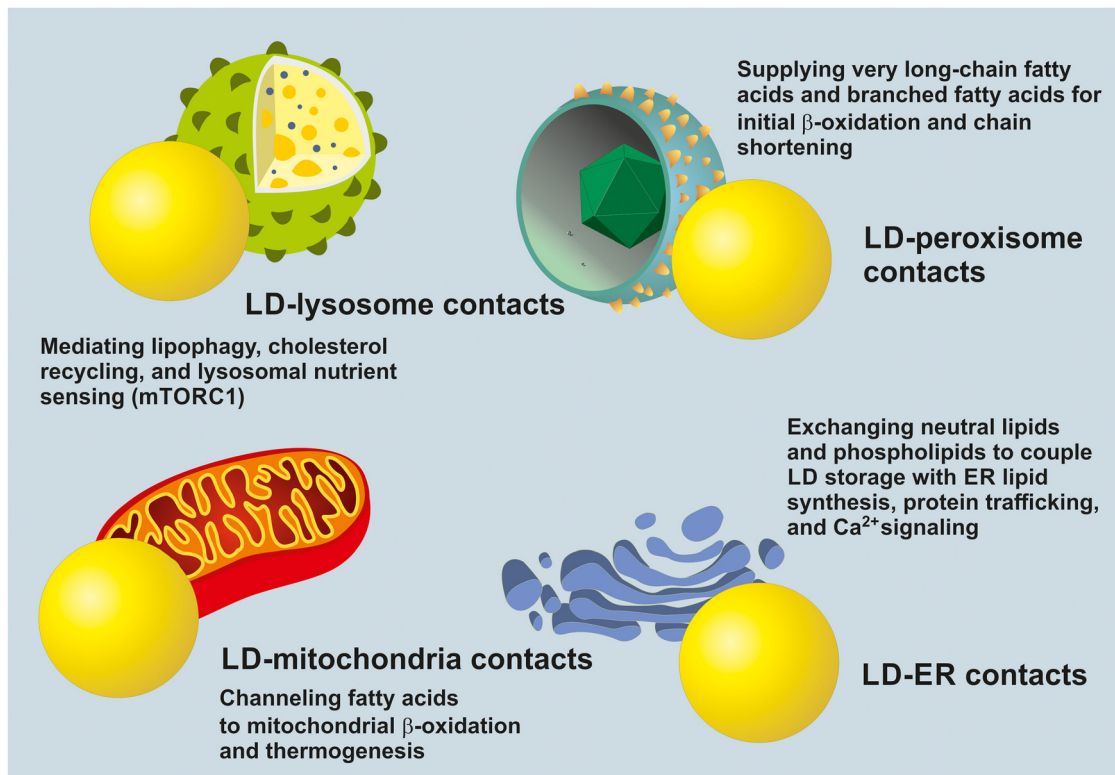 LD-lysosome contacts
Mediating lipophagy, cholesterol
recycling, and lysosomal nutrient
sensing (mTORC1)
Supplying very long-chain fatty
acids and branched fatty acids for
initial β-oxidation and chain
shortening
LD-peroxisome
contacts
LD-mitochondria contacts
Channeling fatty acids
to mitochondrial β-oxidation
and thermogenesis
Exchanging neutral lipids
and phospholipids to couple
LD storage with ER lipid
synthesis, protein trafficking,
and Ca²⁺signaling
LD-ER contacts